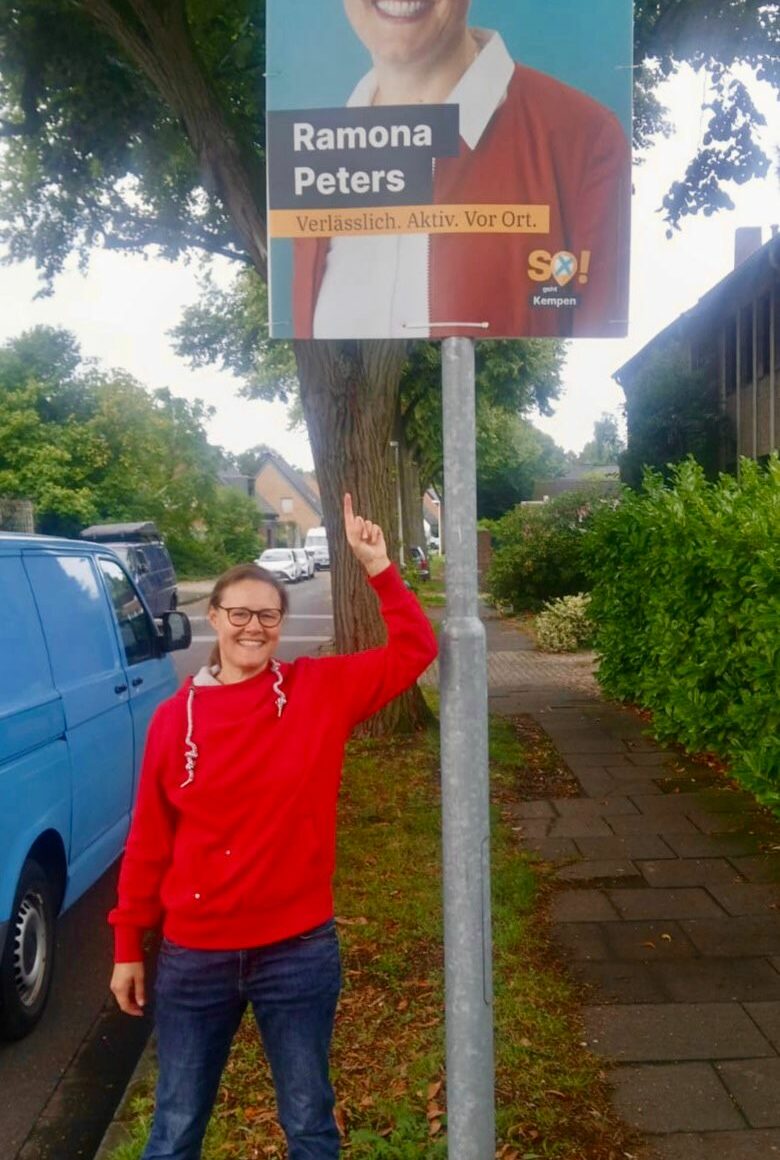 Ramona
Peters
Verlässlich. Aktiv. Vor Ort.
SO!
geht
Kempen